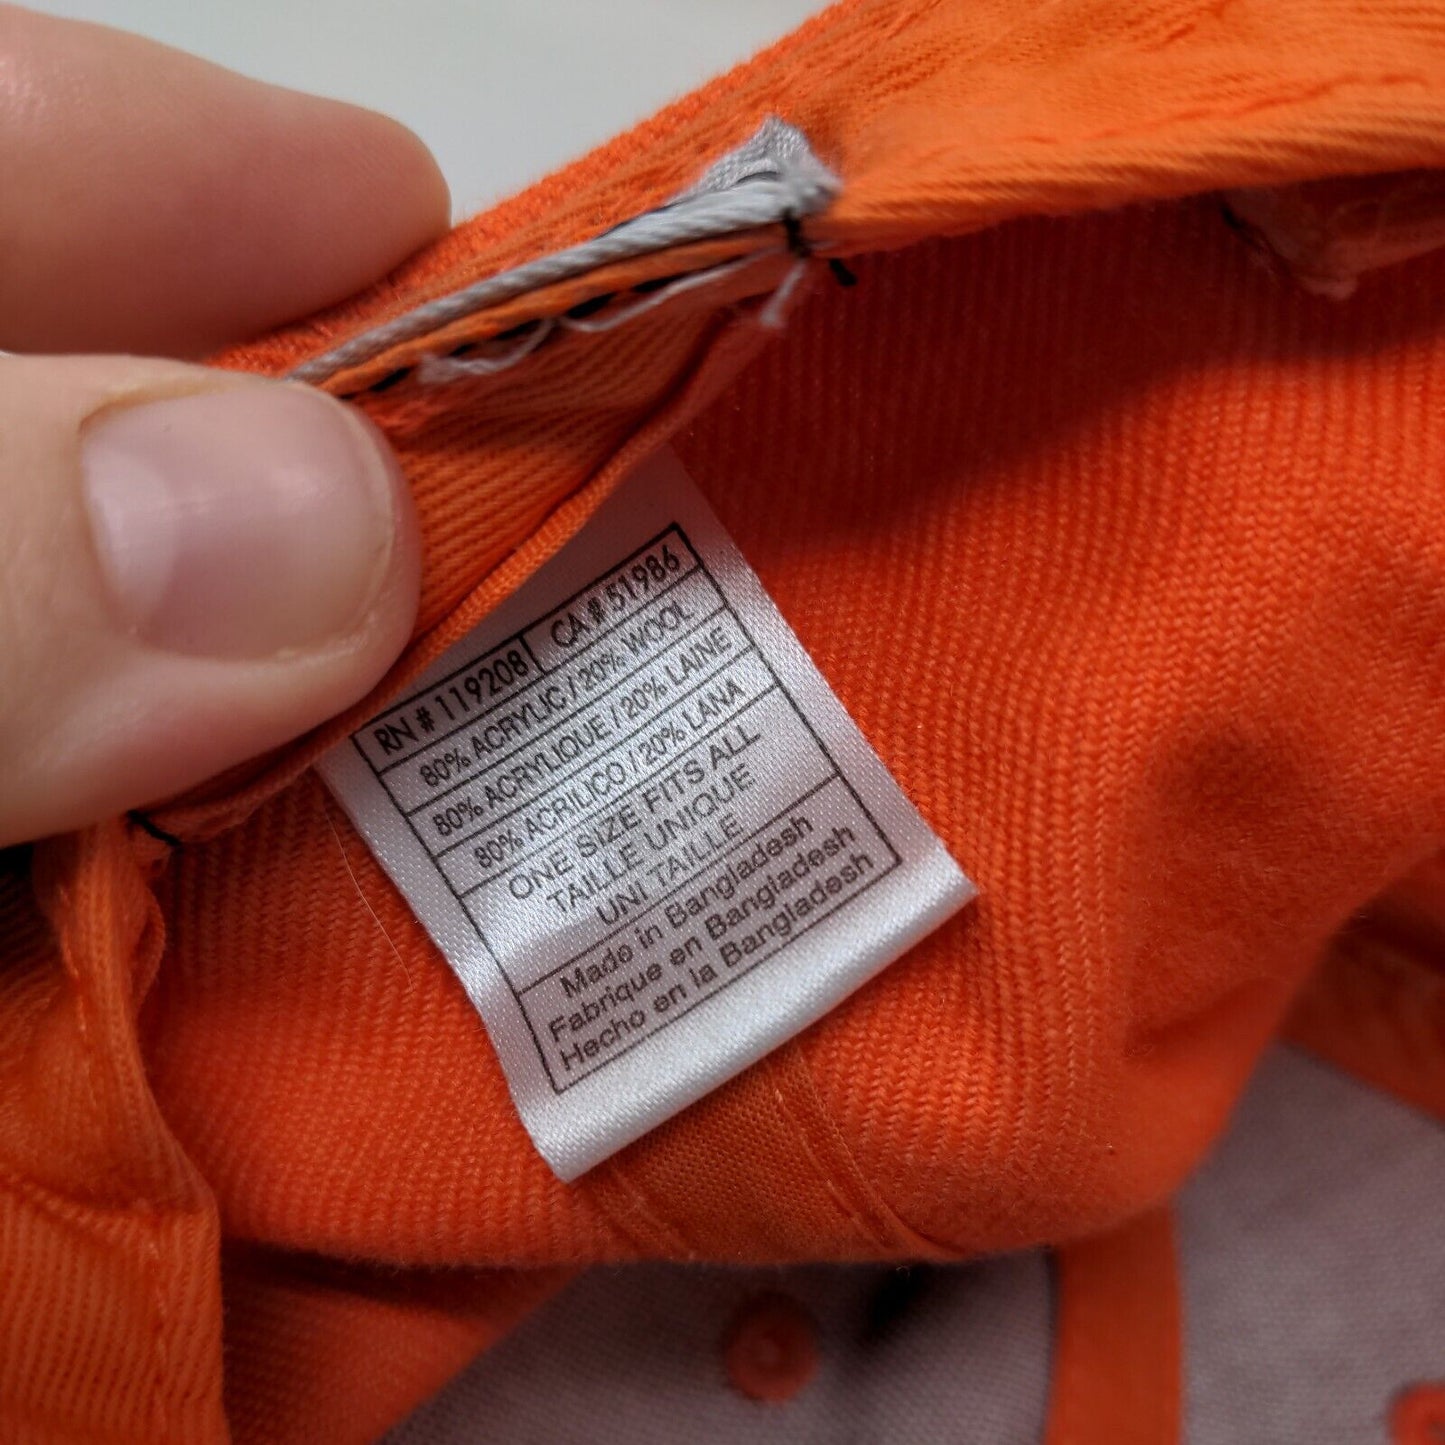 RN # 119208 CA # 51986
80% ACRYLIC / 20% WOOL
80% ACRYLIQUE / 20% LAINE
80% ACRILICO / 20% LANA
ONE SIZE FITS ALL
TAILLE UNIQUE
UNI TAILLE
Made in Bangladesh
Fabrique en Bangladesh
Hecho en la Bangladesh